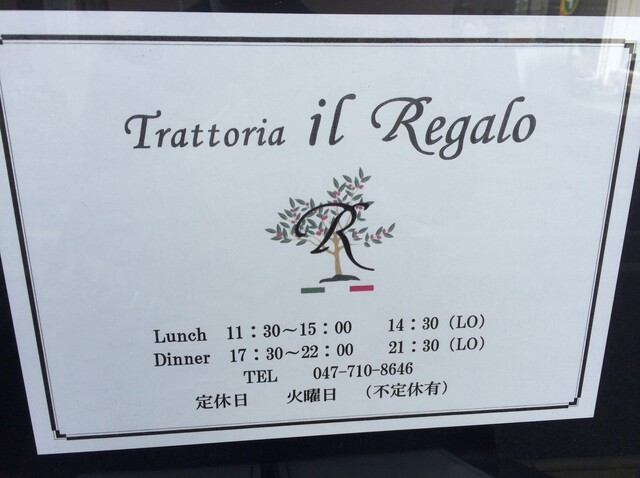 Trattoria il Regalo
R
Lunch 11：30～15：00 14：30（LO）
Dinner 17：30～22：00 21：30（LO）
TEL 047-710-8646
定休日 火曜日 （不定休有）